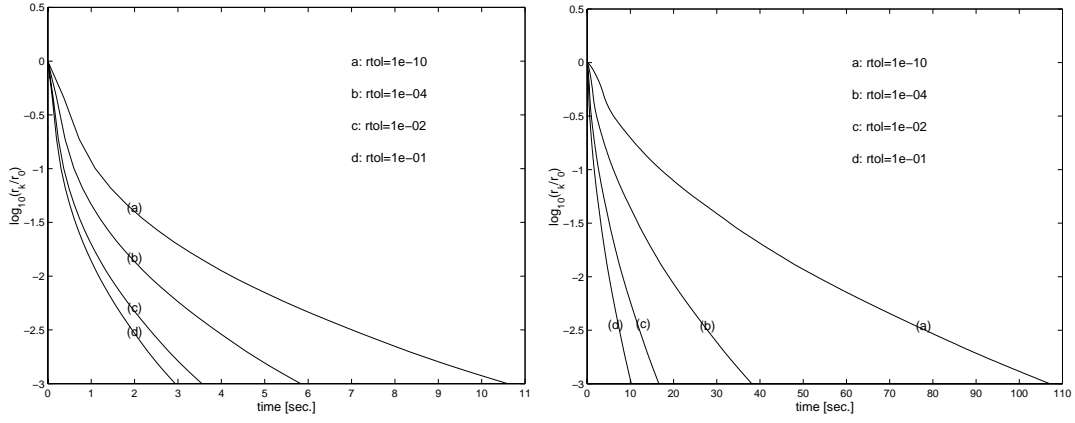 0.5
0
−0.5
−1
−1.5
−2
−2.5
−3
log10(rk/r0)
a: rtol=1e−10
b: rtol=1e−04
c: rtol=1e−02
d: rtol=1e−01
(a)
(b)
(c)
(d)
0 1 2 3 4 5 6 7 8 9 10 11
time [sec.]
0.5
0
−0.5
−1
−1.5
−2
−2.5
−3
log10(rk/r0)
a: rtol=1e−10
b: rtol=1e−04
c: rtol=1e−02
d: rtol=1e−01
(d) (c) (b) (a)
0 10 20 30 40 50 60 70 80 90 100 110
time [sec.]